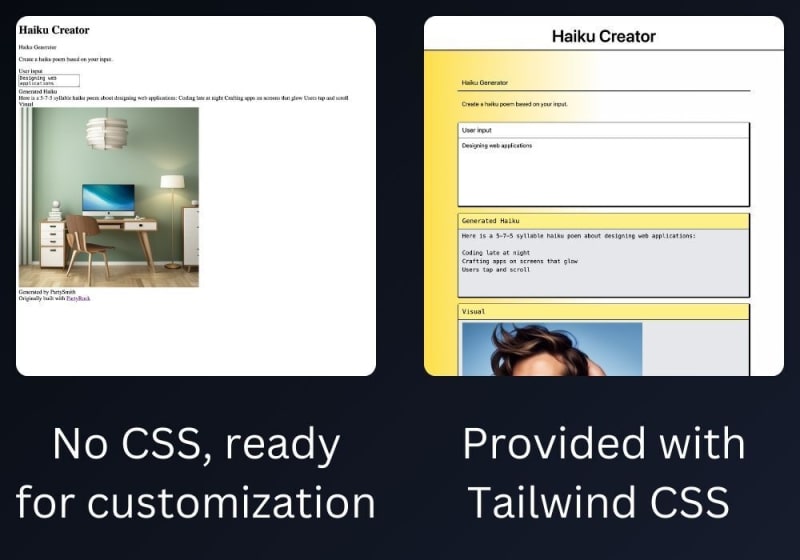 Haiku Creator
Haiku Generator
Create a haiku poem based on your input.
User input
Designing web
applications
Generated Haiku
Here is a 5-7-5 syllable haiku poem about designing web applications: Coding late at night Crafting apps on screens that glow Users tap and scroll
Visual
Generated by PartySmith
Originally built with PartyRock
No CSS, ready
for customization
Haiku Creator
Haiku Generator
Create a haiku poem based on your input.
User input
Designing web applications
Generated Haiku
Here is a 5-7-5 syllable haiku poem about designing web applications:
Coding late at night
Crafting apps on screens that glow
Users tap and scroll
Visual
Provided with
Tailwind CSS